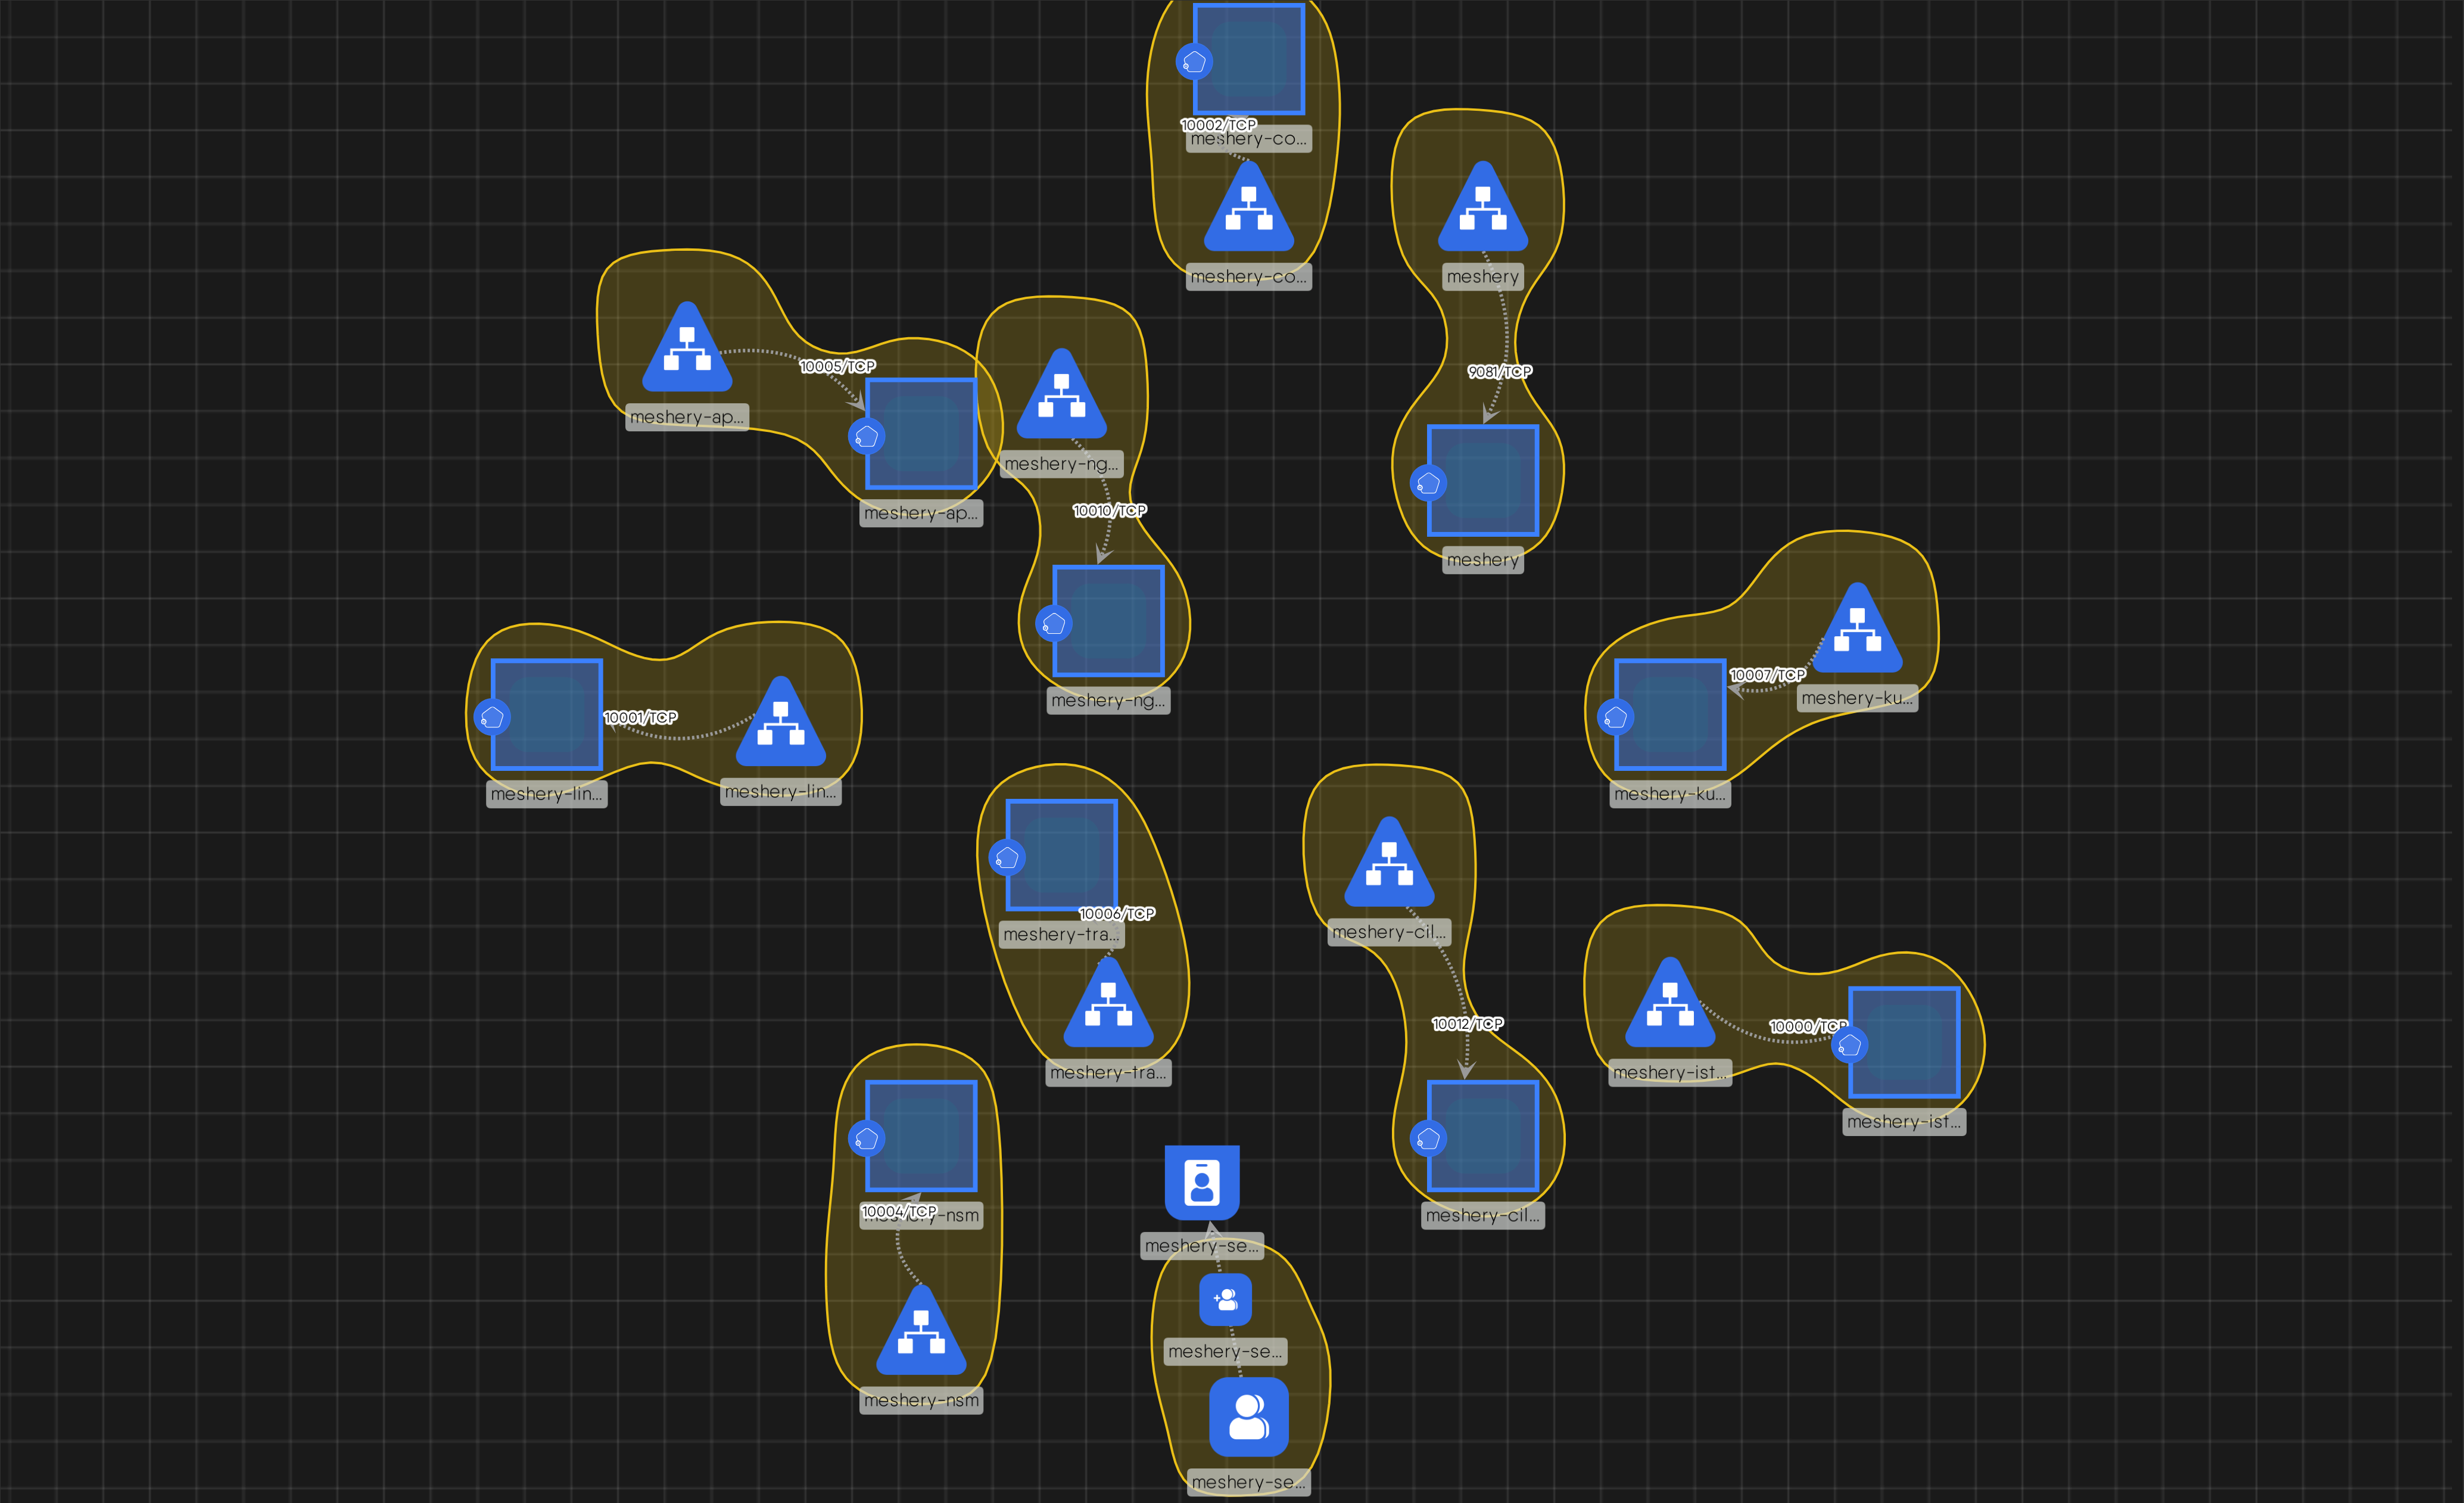 10002/TCP
meshery-co...
meshery-co...
meshery
9081/TCP
meshery
10005/TCP
meshery-ap...
meshery-ap...
meshery-ng...
10010/TCP
meshery-ng...
10007/TCP
meshery-ku...
meshery-ku...
10001/TCP
meshery-lin...
meshery-lin...
10006/TCP
meshery-tra...
meshery-tra...
meshery-cil...
10012/TCP
meshery-cil...
10000/TCP
meshery-ist...
meshery-ist...
10004/TCP
meshery-nsm
meshery-nsm
meshery-se...
meshery-se...
meshery-se...